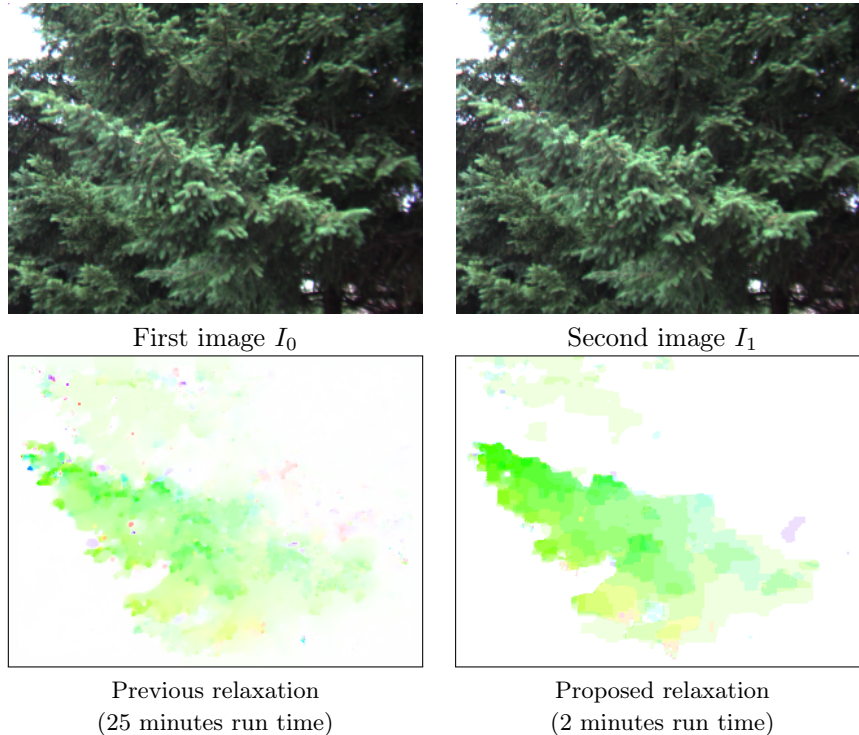 First image I₀
Second image I₁
Previous relaxation
(25 minutes run time)
Proposed relaxation
(2 minutes run time)